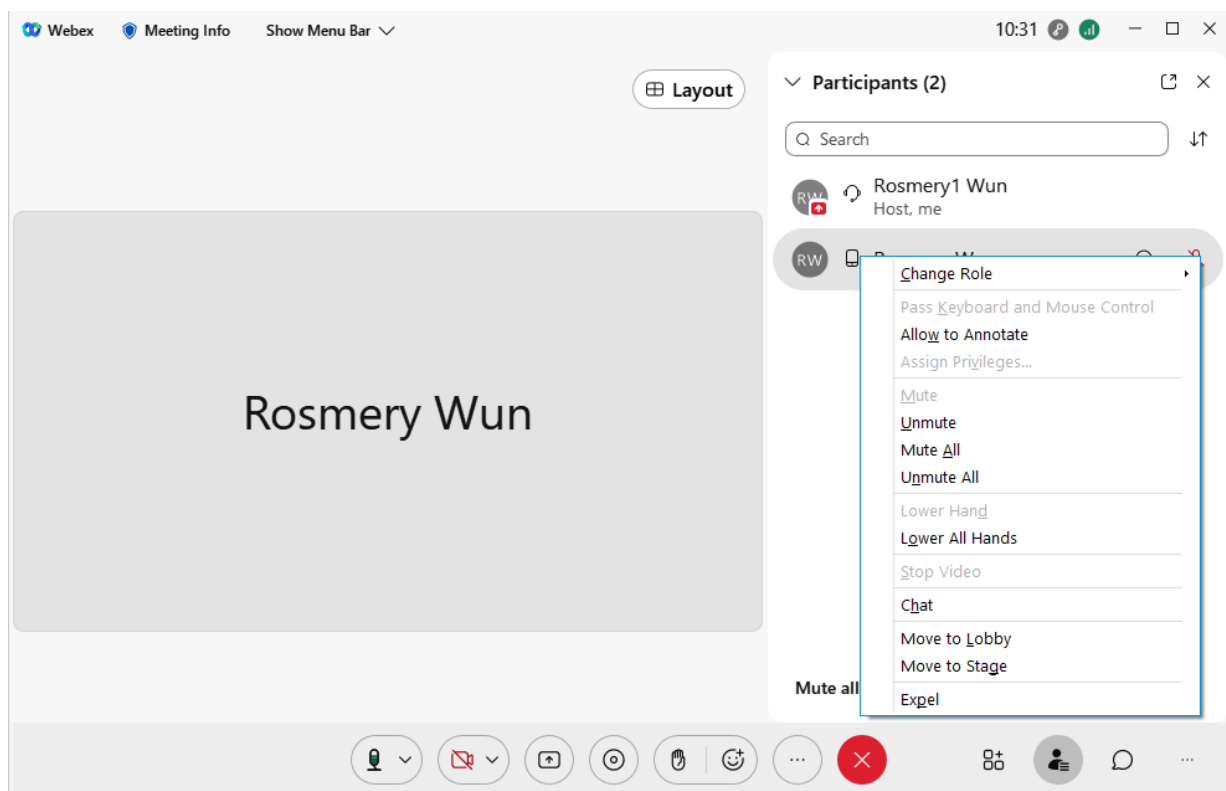 Webex Meeting Info Show Menu Bar 10:31
Layout
Participants (2)
Search
RW Rosmery1 Wun
Host, me
RW
Change Role
Pass Keyboard and Mouse Control
Allow to Annotate
Assign Privileges...
Mute
Unmute
Mute All
Unmute All
Lower Hand
Lower All Hands
Stop Video
Chat
Move to Lobby
Move to Stage
Expel
Rosmery Wun
Mute all